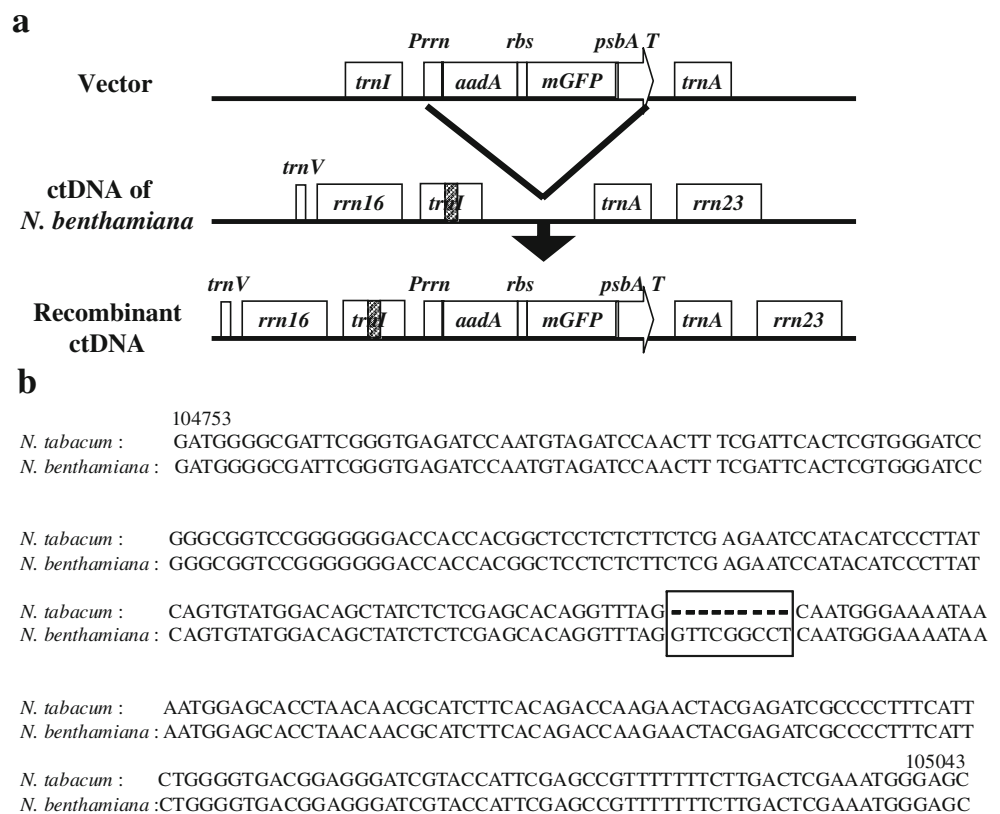 a
Prrn rbs psbA T
Vector trnI aadA mGFP trnA
trnV
ctDNA of
N. benthamiana
rrn16 trnI trnA rrn23
trnV Prrn rbs psbA T
Recombinant
ctDNA
rrn16 trnI aadA mGFP trnA rrn23
b
104753
N. tabacum : GATGGGGCGATTCGGGTGAGATCCAATGTAGATCCAACTT TCGATTCACTCGTGGGATCC
N. benthamiana : GATGGGGCGATTCGGGTGAGATCCAATGTAGATCCAACTT TCGATTCACTCGTGGGATCC
N. tabacum : GGGCGGTCCGGGGGGGACCACCACGGCTCCTCTCTTCTCG AGAATCCATACATCCCTTAT
N. benthamiana : GGGCGGTCCGGGGGGGACCACCACGGCTCCTCTCTTCTCG AGAATCCATACATCCCTTAT
N. tabacum : CAGTGTATGGACAGCTATCTCTCGAGCACAGGTTTAG --------- CAATGGGAAAATAA
N. benthamiana : CAGTGTATGGACAGCTATCTCTCGAGCACAGGTTTAG GTTCGGCCT CAATGGGAAAATAA
N. tabacum : AATGGAGCACCTAACAACGCATCTTCACAGACCAAGAACTACGAGATCGCCCCTTTCATT
N. benthamiana : AATGGAGCACCTAACAACGCATCTTCACAGACCAAGAACTACGAGATCGCCCCTTTCATT
105043
N. tabacum : CTGGGGTGACGGAGGGATCGTACCATTCGAGCCGTTTTTTTCTTGACTCGAAATGGGAGC
N. benthamiana :CTGGGGTGACGGAGGGATCGTACCATTCGAGCCGTTTTTTTCTTGACTCGAAATGGGAGC